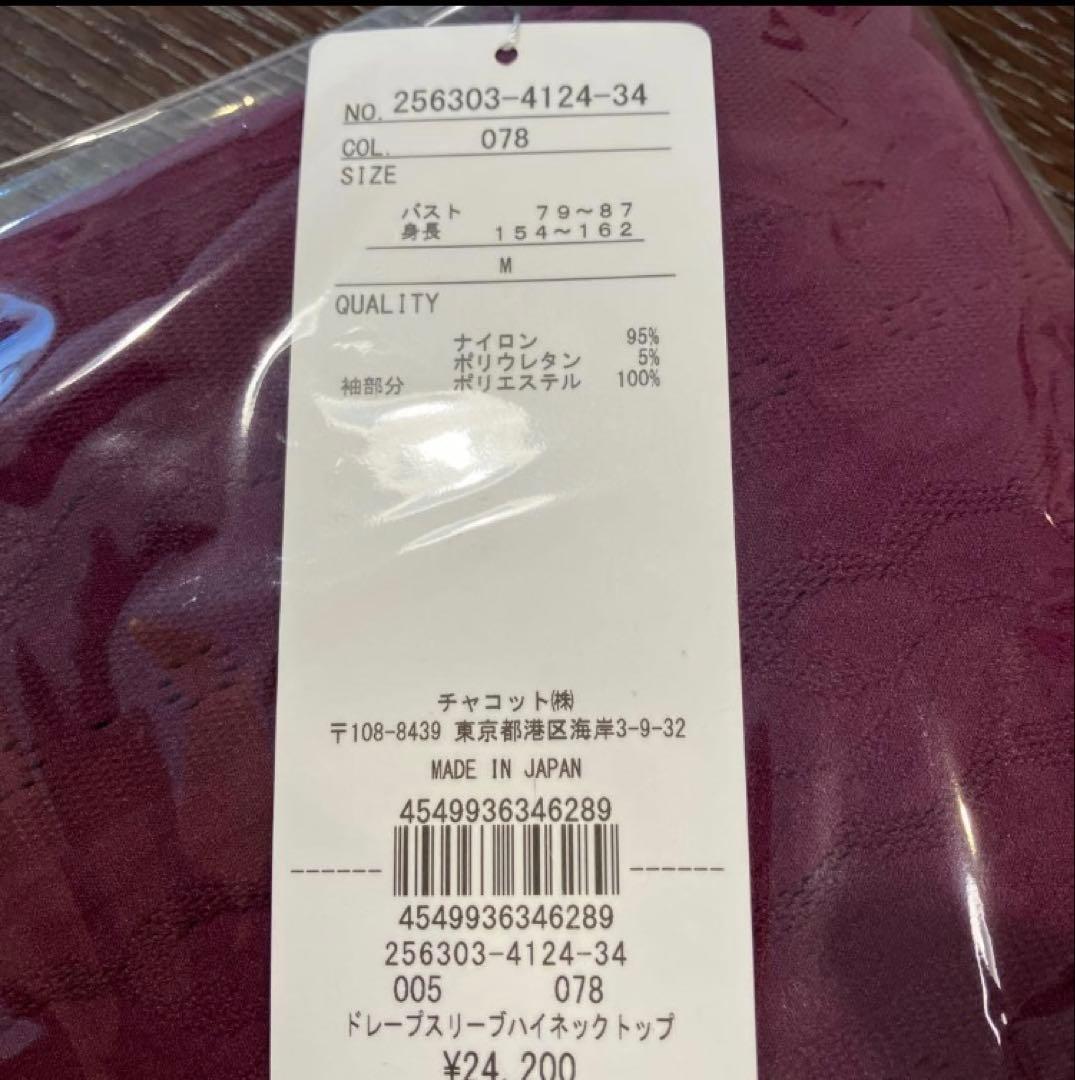 NO. 256303-4124-34
COL. 078
SIZE
バスト 79~87
身長 154~162
M
QUALITY
ナイロン 95%
ポリウレタン 5%
袖部分 ポリエステル 100%
チャコット㈱
〒108-8439 東京都港区海岸3-9-32
MADE IN JAPAN
4549936346289
4549936346289
256303-4124-34
005 078
ドレープスリーブハイネックトップ
¥24,200